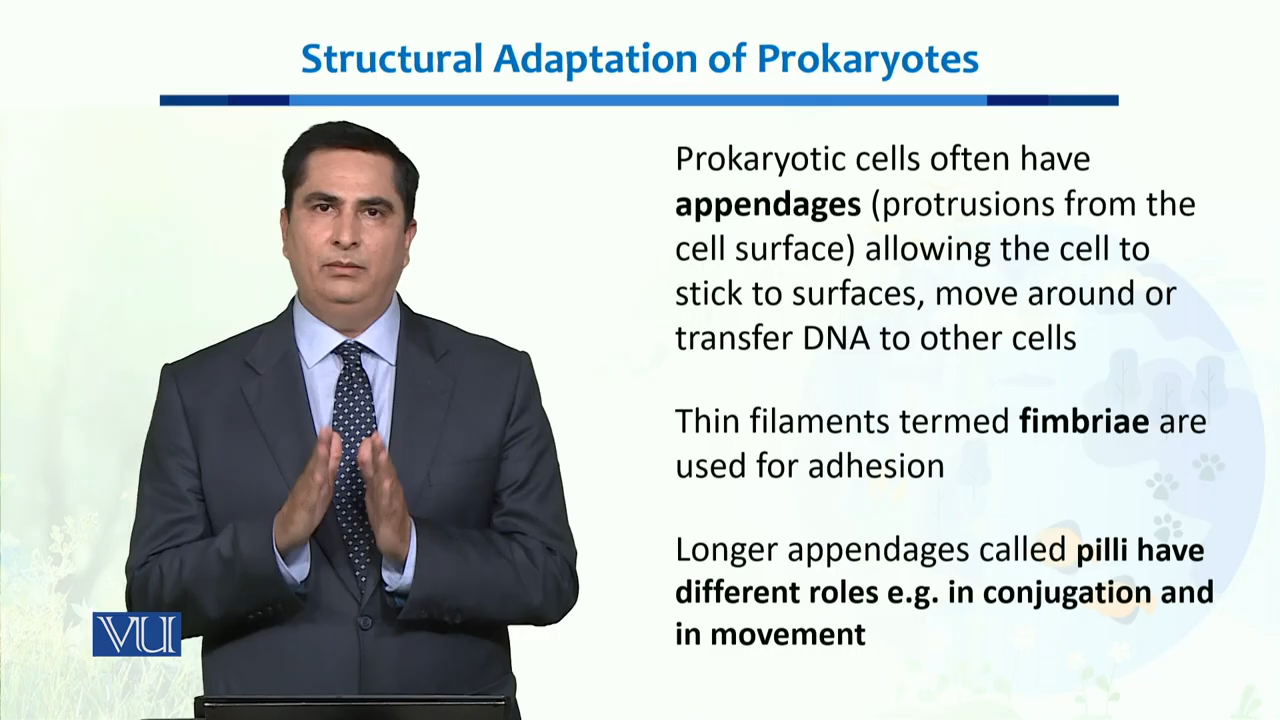 Structural Adaptation of Prokaryotes
Prokaryotic cells often have
appendages (protrusions from the
cell surface) allowing the cell to
stick to surfaces, move around or
transfer DNA to other cells
Thin filaments termed fimbriae are
used for adhesion
Longer appendages called pilli have
different roles e.g. in conjugation and
in movement
VU